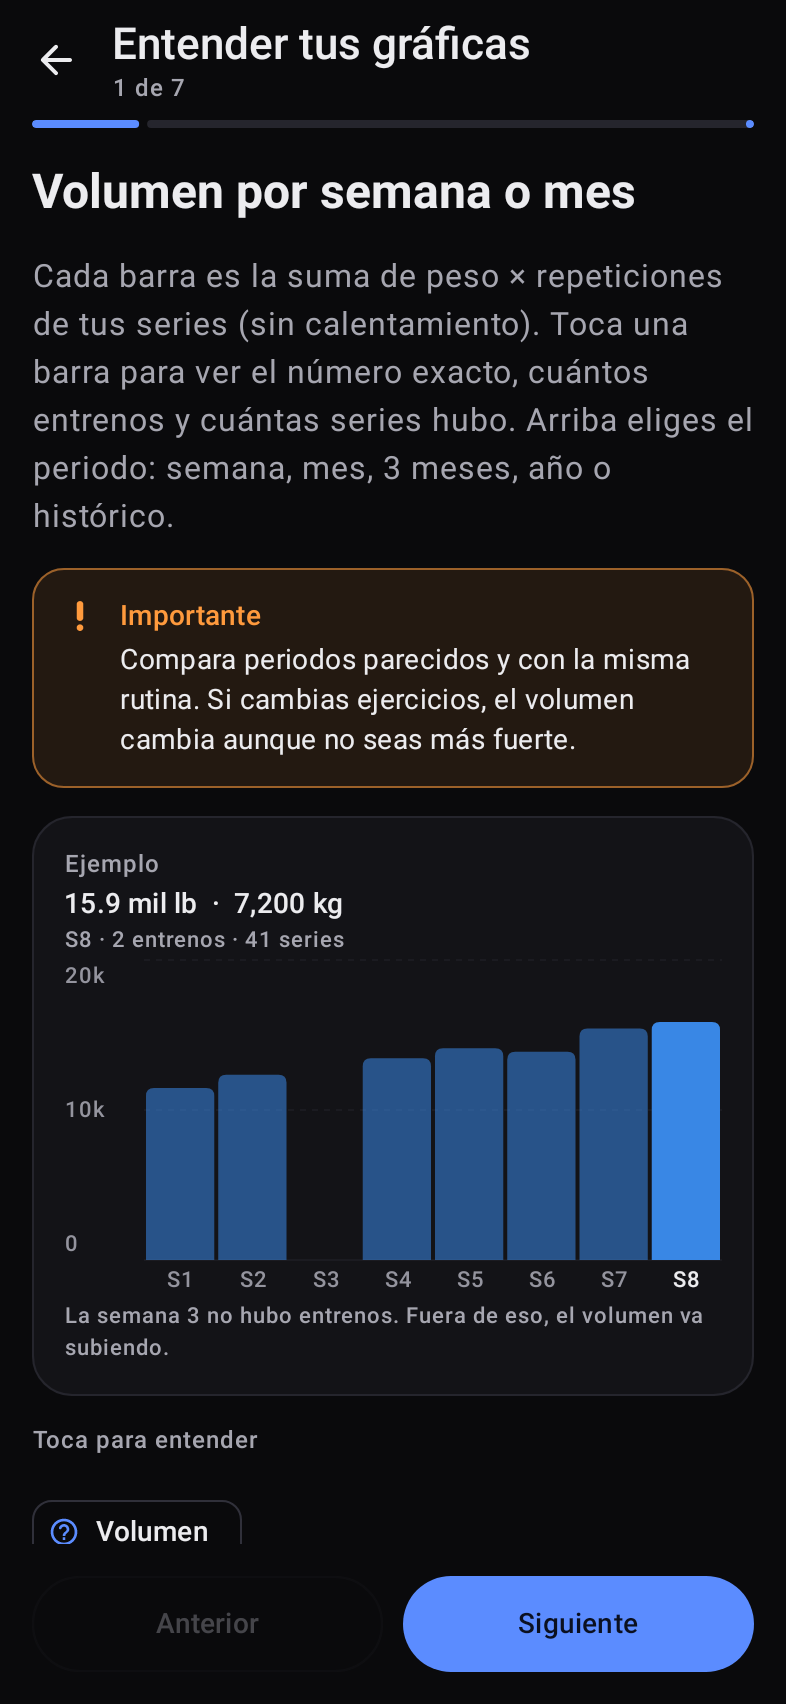 Entender tus gráficas
1 de 7
Volumen por semana o mes
Cada barra es la suma de peso × repeticiones
de tus series (sin calentamiento). Toca una
barra para ver el número exacto, cuántos
entrenos y cuántas series hubo. Arriba eliges el
periodo: semana, mes, 3 meses, año o
histórico.
Importante
Compara periodos parecidos y con la misma
rutina. Si cambias ejercicios, el volumen
cambia aunque no seas más fuerte.
Ejemplo
15.9 mil lb · 7,200 kg
S8 · 2 entrenos · 41 series
20k
10k
0
S1 S2 S3 S4 S5 S6 S7 S8
La semana 3 no hubo entrenos. Fuera de eso, el volumen va
subiendo.
Toca para entender
Volumen
Anterior Siguiente